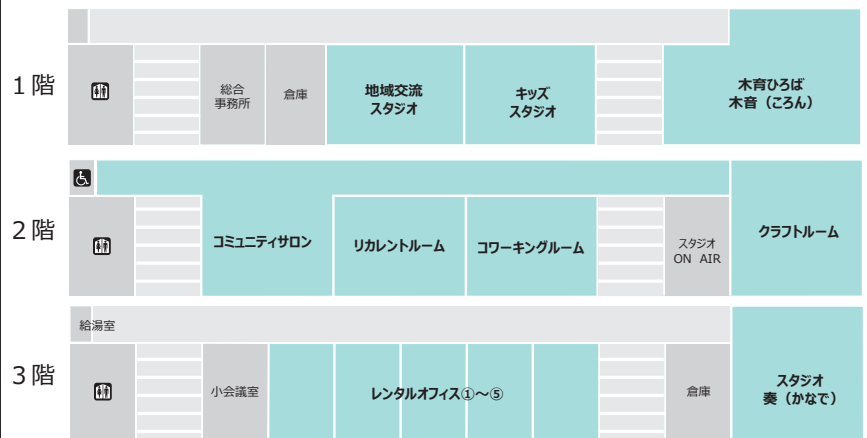 1階
総合
事務所
倉庫
地域交流
スタジオ
キッズ
スタジオ
木育ひろば
木音（ころん）
2階
コミュニティサロン
リカレントルーム
コワーキングルーム
スタジオ
ON AIR
クラフトルーム
給湯室
3階
小会議室
レンタルオフィス①～⑤
倉庫
スタジオ
奏（かなで）